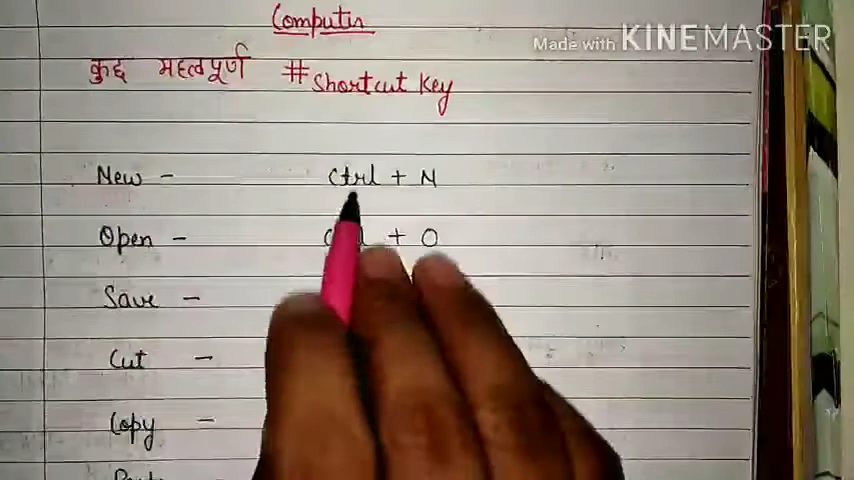 Computer
Made with KINEMASTER
कुछ महत्वपूर्ण # Shortcut Key
New - Ctrl + N
Open - + O
Save -
Cut -
Copy -